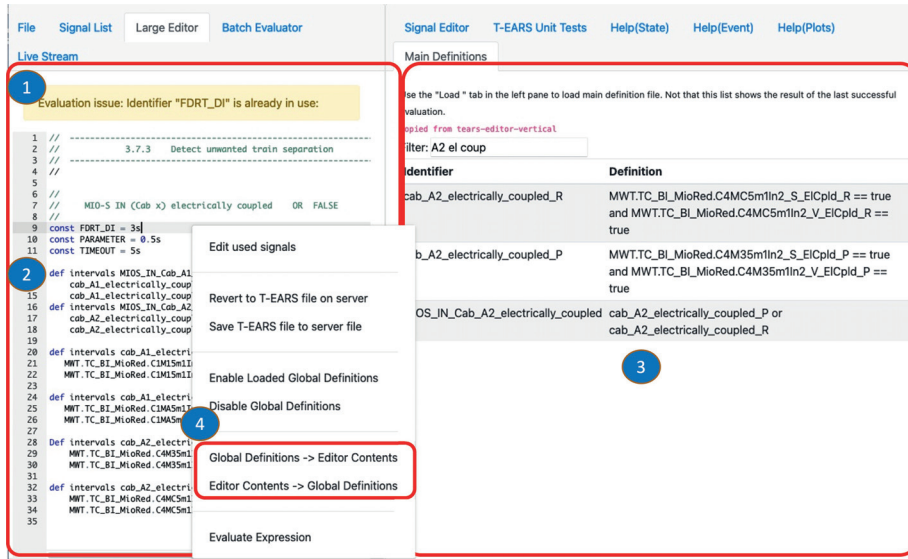 File Signal List Large Editor Batch Evaluator
Live Stream
1
Evaluation issue: Identifier "FDRT_DI" is already in use:
1 // ------------------------------------------------------------
2 // 3.7.3 Detect unwanted train separation
3 // ------------------------------------------------------------
4 //
5
6 //
7 // MIO-S IN (Cab x) electrically coupled OR FALSE
8 //
9 const FDRT_DI = 3s
10 const PARAMETER = 0.5s
11 const TIMEOUT = 5s
2
def intervals MIOS_IN_Cab_A1
cab_A1_electrically_coup
15 cab_A1_electrically_coup
16 def intervals MIOS_IN_Cab_A2
17 cab_A2_electrically_coup
18 cab_A2_electrically_coup
19
20 def intervals cab_A1_electri
21 MWT.TC_BI_MioRed.C1M15m1I
22 MWT.TC_BI_MioRed.C1M15m1I
23
24 def intervals cab_A1_electri
25 MWT.TC_BI_MioRed.C1MA5m1I
26 MWT.TC_BI_MioRed.C1MA5m
27
28 Def intervals cab_A2_electri
29 MWT.TC_BI_MioRed.C4M35m1
30 MWT.TC_BI_MioRed.C4M35m1
31
32 def intervals cab_A2_electri
33 MWT.TC_BI_MioRed.C4MC5m1
34 MWT.TC_BI_MioRed.C4MC5m1
35
Edit used signals
Revert to T-EARS file on server
Save T-EARS file to server file
Enable Loaded Global Definitions
Disable Global Definitions
4
Global Definitions -> Editor Contents
Editor Contents -> Global Definitions
Evaluate Expression
Signal Editor T-EARS Unit Tests Help(State) Help(Event) Help(Plots)
Main Definitions
Use the "Load " tab in the left pane to load main definition file. Not that this list shows the result of the last successful
evaluation.
copied from tears-editor-vertical
Filter: A2 el coup
Identifier Definition
cab_A2_electrically_coupled_R MWT.TC_BI_MioRed.C4MC5m1In2_S_ElCpld_R == true
and MWT.TC_BI_MioRed.C4MC5m1In2_V_ElCpld_R ==
true
b_A2_electrically_coupled_P MWT.TC_BI_MioRed.C4M35m1In2_S_ElCpld_P == true
and MWT.TC_BI_MioRed.C4M35m1In2_V_ElCpld_P ==
true
OS_IN_Cab_A2_electrically_coupled cab_A2_electrically_coupled_P or
cab_A2_electrically_coupled_R
3